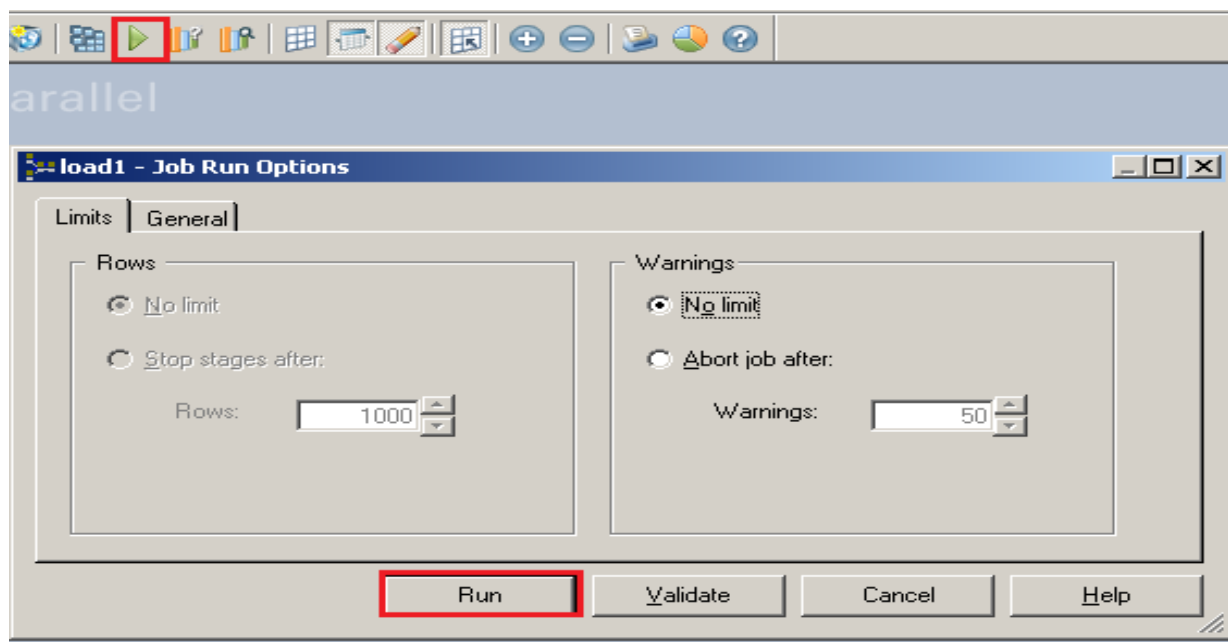 arallel
load1 - Job Run Options
Limits General
Rows Warnings
No limit No limit
Stop stages after: Abort job after:
Rows: 1000 Warnings: 50
Run Validate Cancel Help